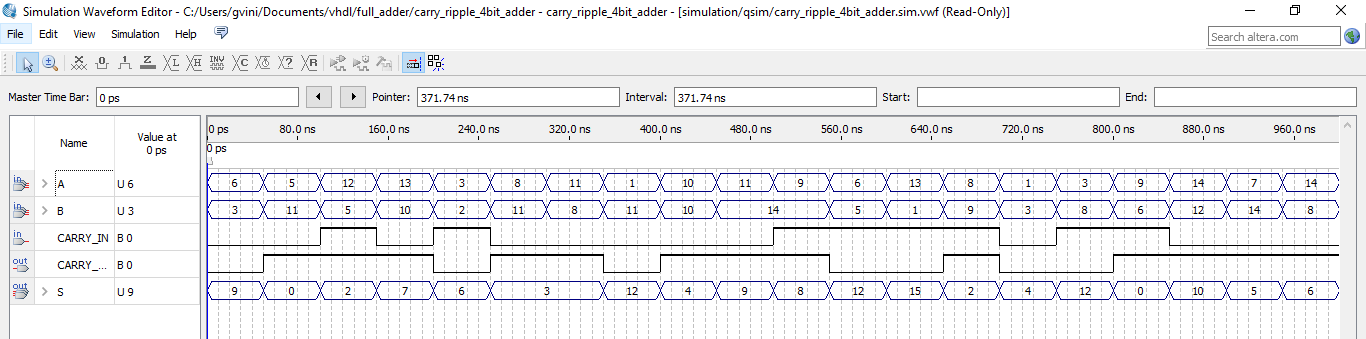 Simulation Waveform Editor - C:/Users/gvini/Documents/vhdl/full_adder/carry_ripple_4bit_adder - carry_ripple_4bit_adder - [simulation/qsim/carry_ripple_4bit_adder.sim.vwf (Read-Only)]
File Edit View Simulation Help
Search altera.com
Master Time Bar: 0 ps Pointer: 371.74 ns Interval: 371.74 ns Start: End:
Name Value at 0 ps
0 ps 80.0 ns 160.0 ns 240.0 ns 320.0 ns 400.0 ns 480.0 ns 560.0 ns 640.0 ns 720.0 ns 800.0 ns 880.0 ns 960.0 ns
0 ps
A U 6 6 5 12 13 3 8 11 1 10 11 9 6 13 8 1 3 9 14 7 14
B U 3 3 11 5 10 2 11 8 11 10 14 5 1 9 3 8 6 12 14 8
CARRY_IN B 0
CARRY_... B 0
S U 9 9 0 2 7 6 3 12 4 9 8 12 15 2 4 12 0 10 5 6